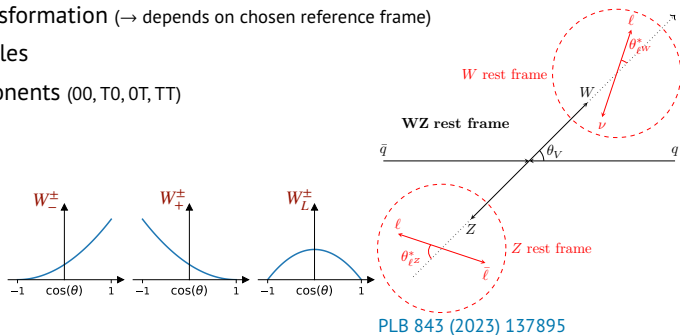 sformation (→ depends on chosen reference frame)
les
onents (00, T0, 0T, TT)
ℓ
θ*ℓW
W rest frame
W
ν
WZ rest frame
q̄
θV
q
W±−
W±+
W±L
−1 cos(θ) 1
−1 cos(θ) 1
−1 cos(θ) 1
Z
ℓ
θ*ℓZ
ℓ̄
Z rest frame
PLB 843 (2023) 137895